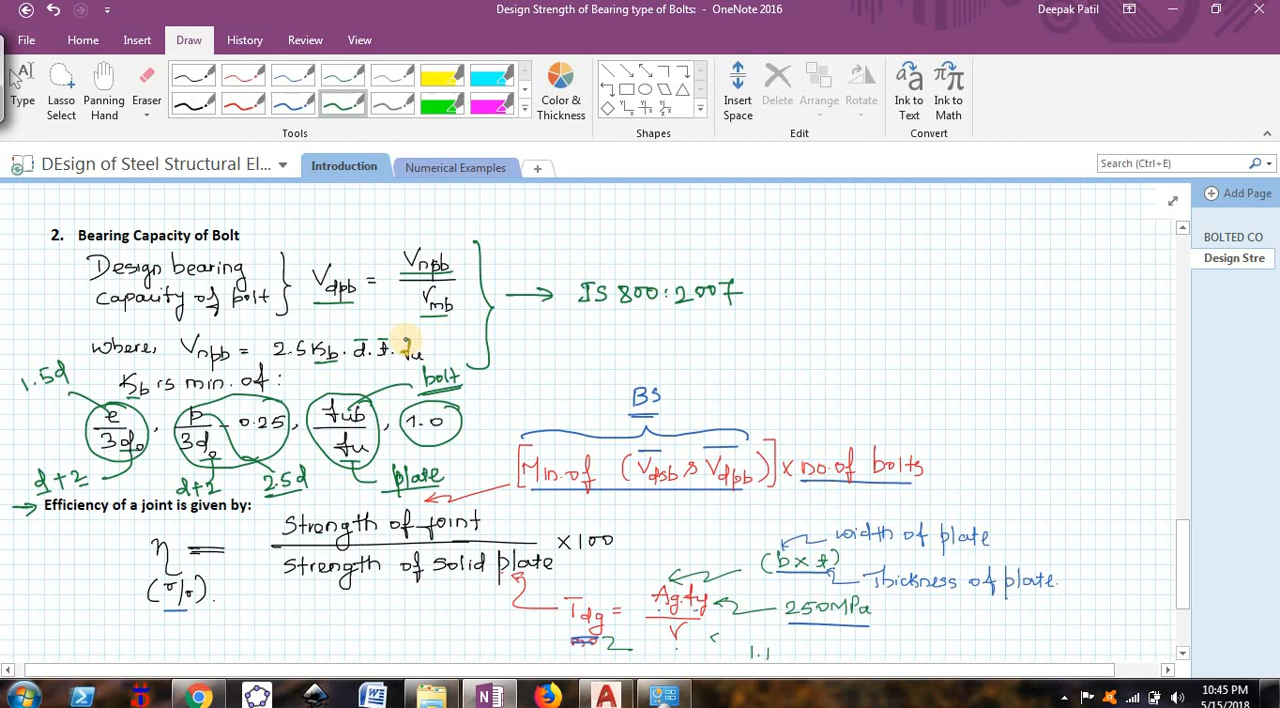 Design Strength of Bearing type of Bolts: - OneNote 2016
Deepak Patil
File Home Insert Draw History Review View
Type
Lasso Select
Panning Hand
Eraser
Color & Thickness
Insert Space
Delete
Arrange
Rotate
Ink to Text
Ink to Math
Tools
Shapes
Edit
Convert
DEsign of Steel Structural El...
Introduction
Numerical Examples
Search (Ctrl+E)
Add Page
BOLTED CO
Design Stre
2. Bearing Capacity of Bolt
Design bearing
capacity of bolt } Vdpb = Vnpb / γmb
→ IS 800:2007
where, Vnpb = 2.5 Kb . d . t . fu
1.5d
Kb is min. of :
bolt
e/3d₀ , p/3d₀ - 0.25, fub/fu , 1.0
BS
d+2
d+2
2.5d
plate
[Min. of (Vdsb & Vdpb)] × no. of bolts
→ Efficiency of a joint is given by:
η = Strength of joint / Strength of solid plate × 100
(%).
width of plate
(b × t)
Thickness of plate.
Tdg = Ag.fy / γ
250MPa
1.1
10:45 PM
5/15/2018